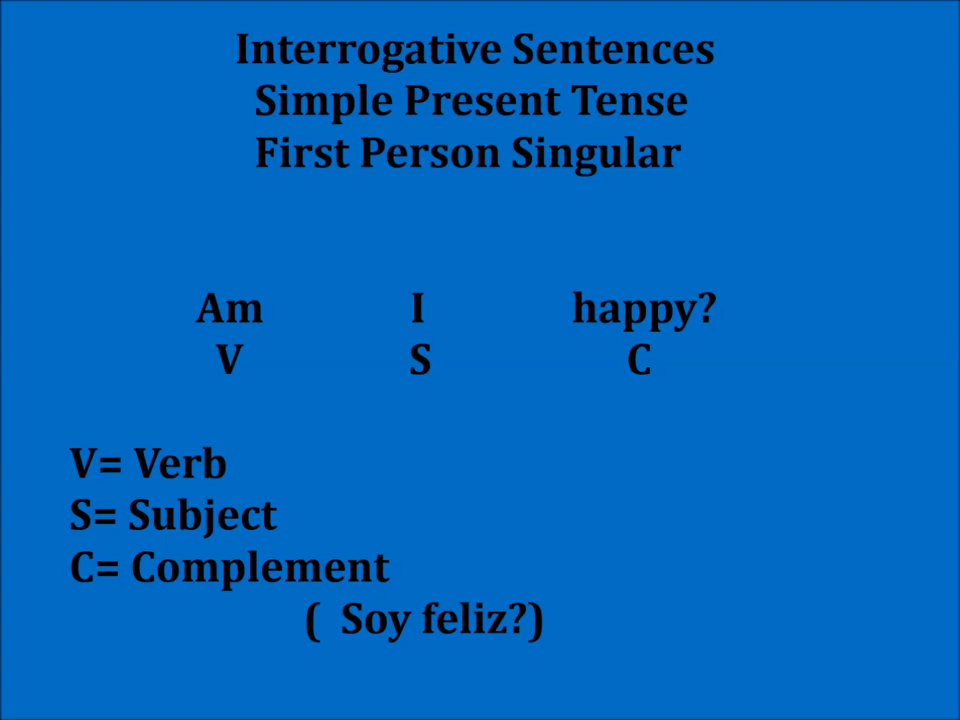 Interrogative Sentences
Simple Present Tense
First Person Singular
Am I happy?
V S C
V= Verb
S= Subject
C= Complement
( Soy feliz?)